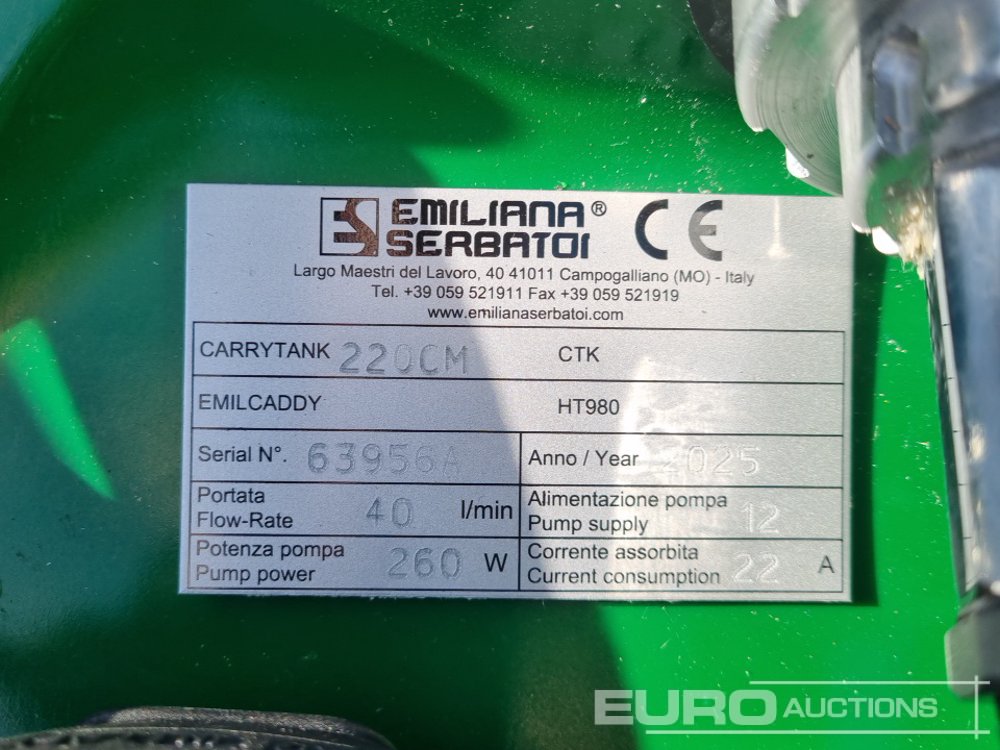 ES EMILIANA® CE
SERBATOI
Largo Maestri del Lavoro, 40 41011 Campogalliano (MO) - Italy
Tel. +39 059 521911 Fax +39 059 521919
www.emilianaserbatoi.com
CARRYTANK 220CM CTK
EMILCADDY HT980
Serial N°. 63956A Anno / Year 2025
Portata
Flow-Rate 40 l/min
Alimentazione pompa
Pump supply 12
Potenza pompa
Pump power 260 W
Corrente assorbita
Current consumption 22 A
EURO AUCTIONS